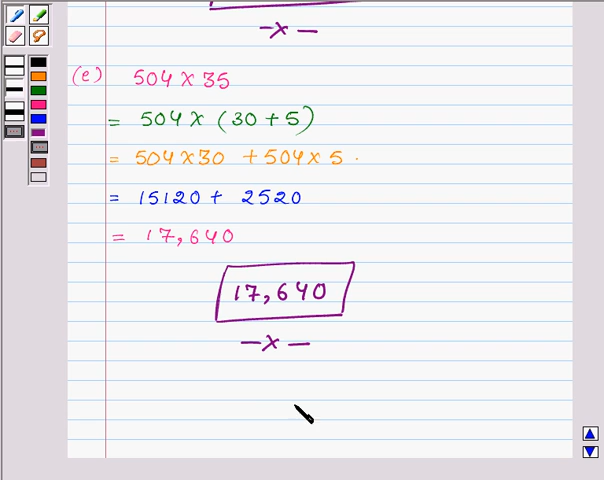 —x—
(e) 504 x 35
= 504 x (30 + 5)
= 504 x 30 + 504 x 5 .
= 15120 + 2520
= 17,640
17,640
—x—